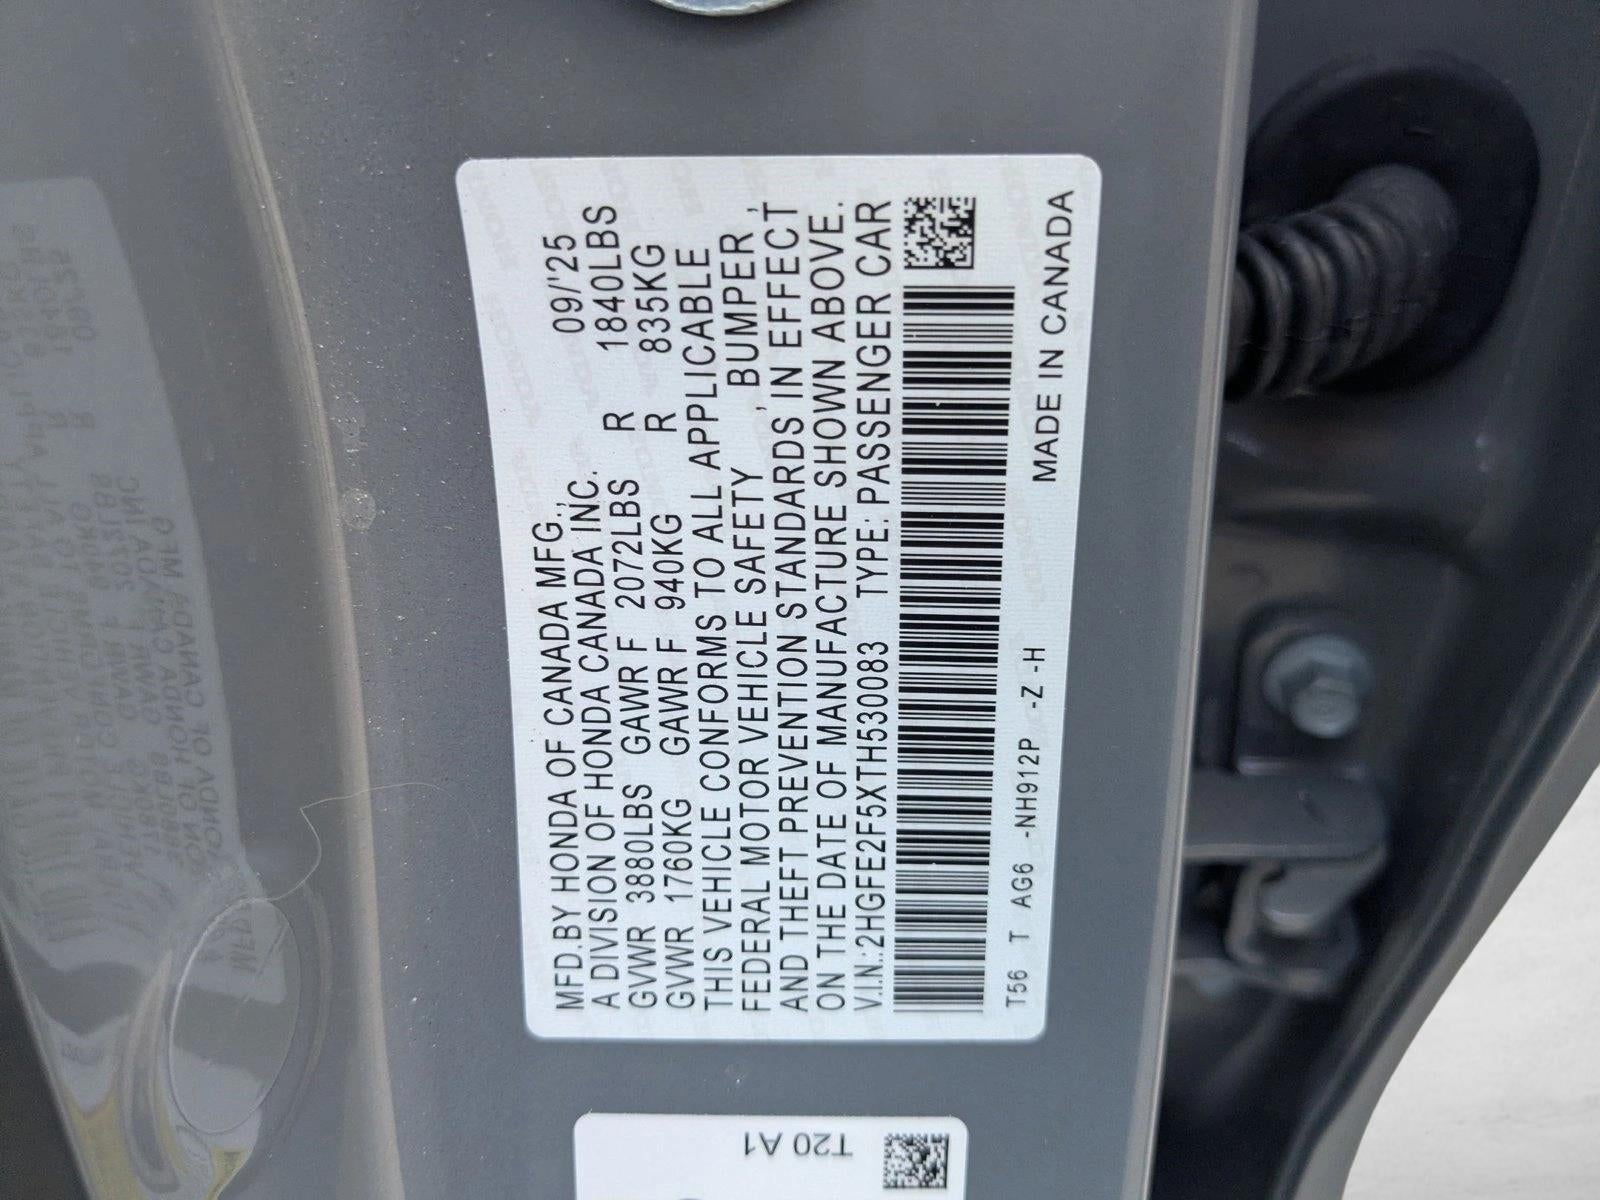 MFD.BY HONDA OF CANADA MFG., 09/'25
A DIVISION OF HONDA CANADA INC.
GVWR 3880LBS GAWR F 2072LBS R 1840LBS
GVWR 1760KG GAWR F 940KG R 835KG
THIS VEHICLE CONFORMS TO ALL APPLICABLE
FEDERAL MOTOR VEHICLE SAFETY, BUMPER,
AND THEFT PREVENTION STANDARDS IN EFFECT
ON THE DATE OF MANUFACTURE SHOWN ABOVE.
V.I.N.:2HGFE2F5XTH530083 TYPE: PASSENGER CAR
T56 T AG6 -NH912P -Z -H
MADE IN CANADA
T20 A1